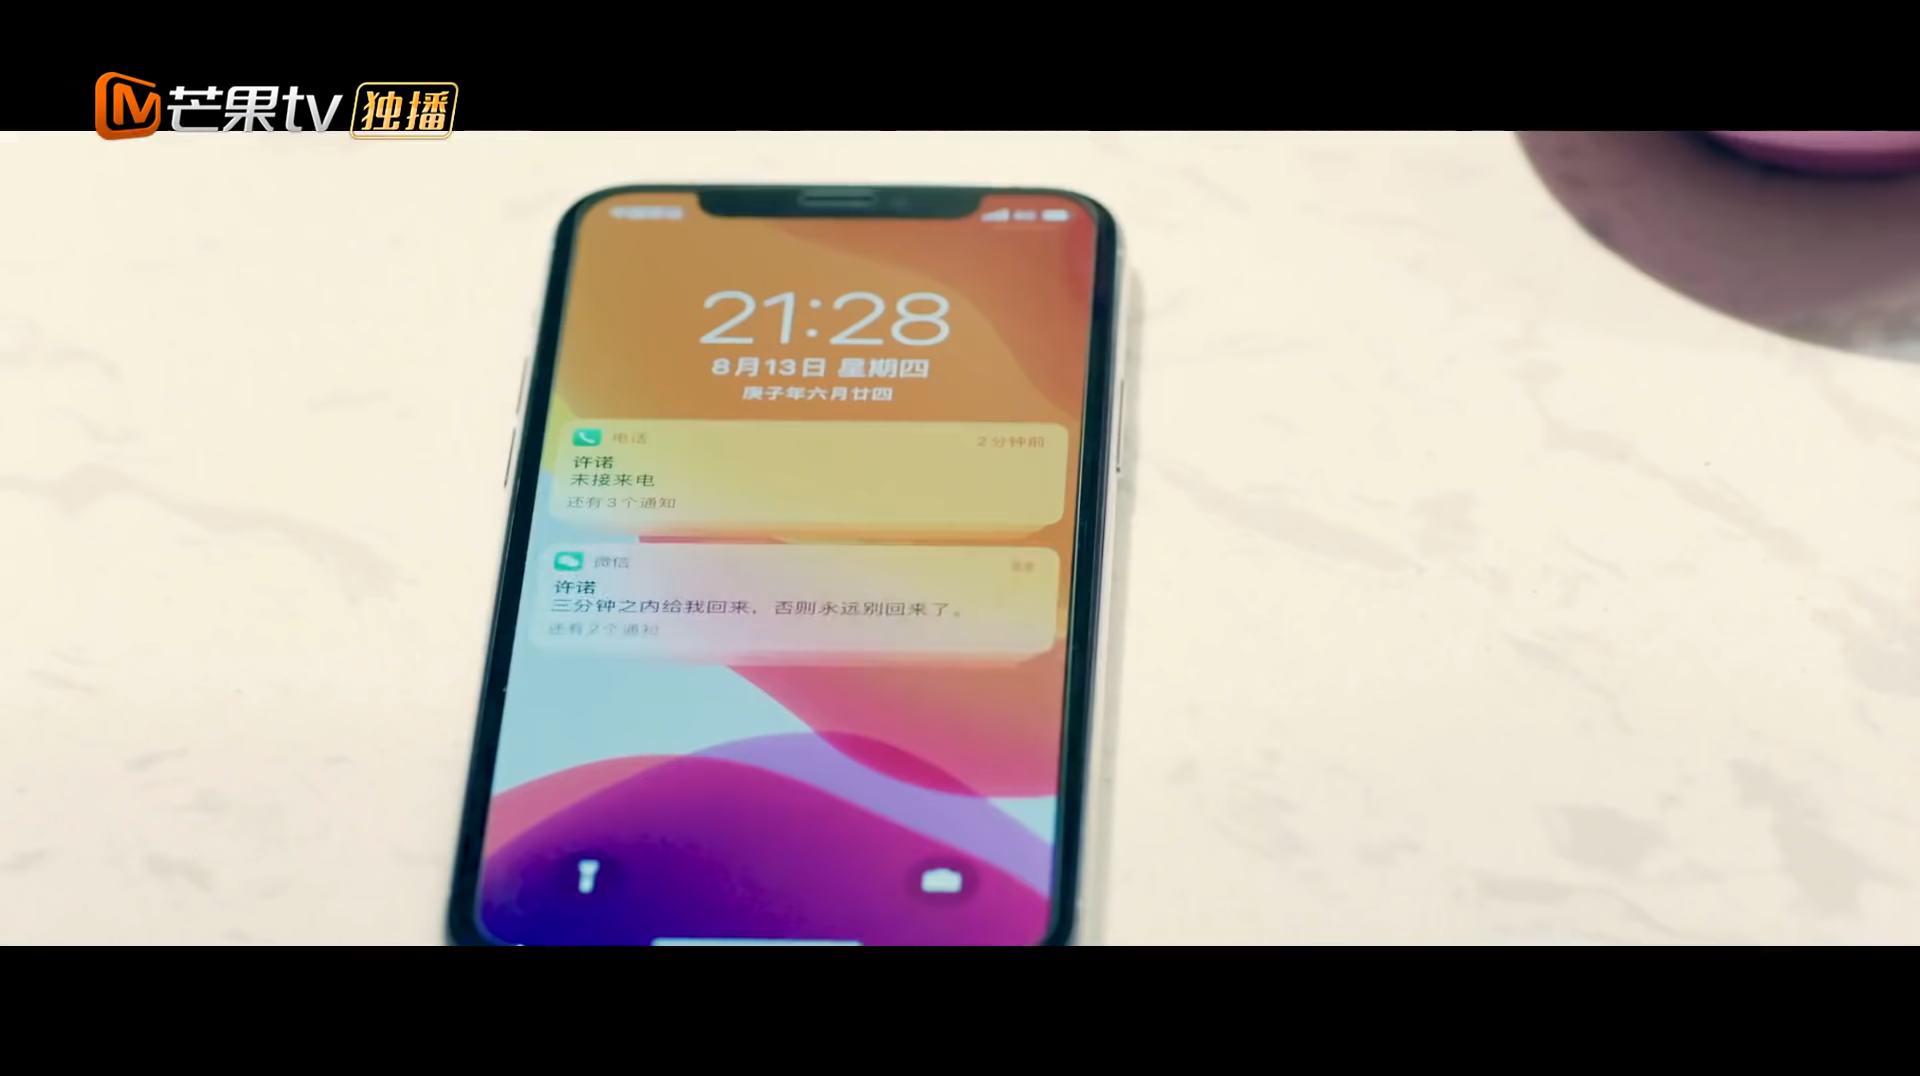 芒果tv 独播
21:28
8月13日 星期四
庚子年六月廿四
电话 2分钟前
许诺
未接来电
还有3个通知
微信
许诺
三分钟之内给我回来，否则永远别回来了。
还有2个通知